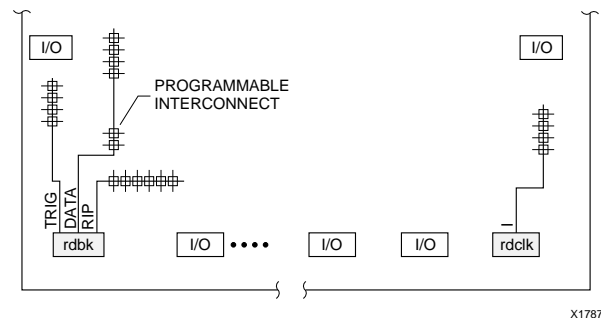 I/O
I/O
PROGRAMMABLE
INTERCONNECT
TRIG
DATA
RIP
I
rdbk
I/O
I/O
I/O
rdclk
X1787